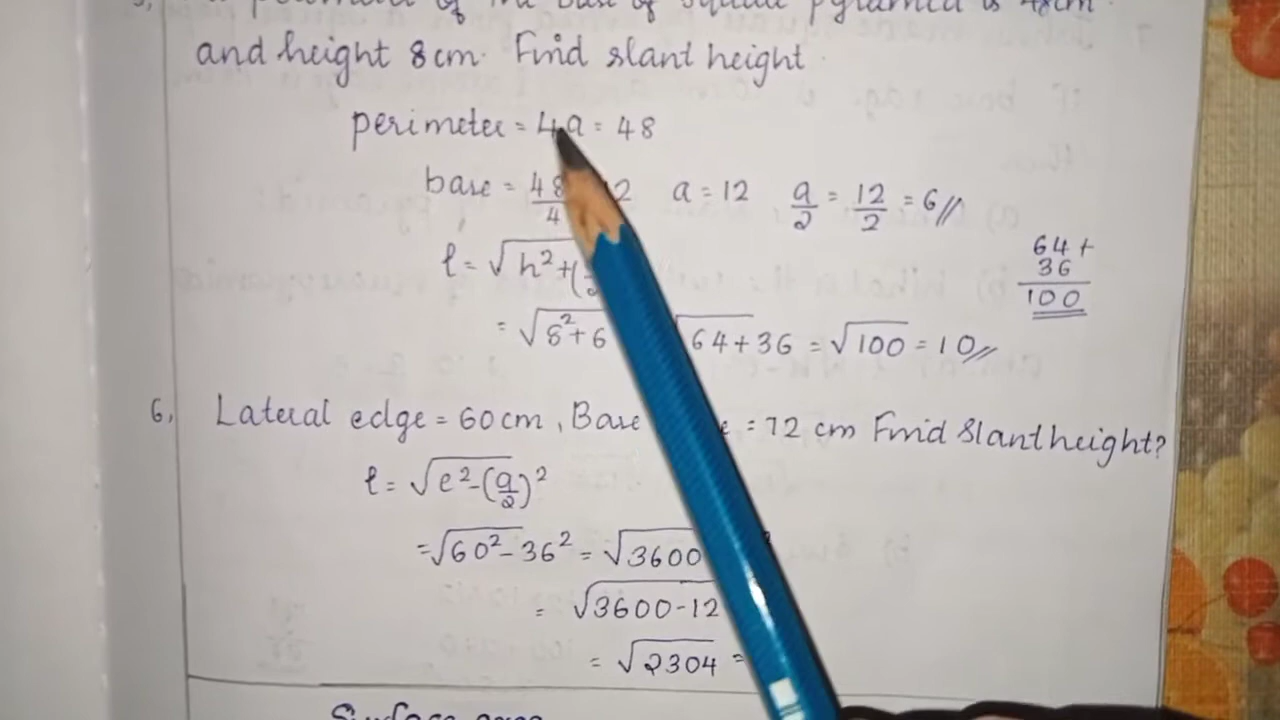 and height 8cm. Find slant height
perimeter = 4a = 48
base = 48/4 2 a = 12 a/2 = 12/2 = 6//
64+
36
100
l = √h²+(
= √8²+6 √64+36 = √100 = 10//
6, Lateral edge = 60cm, Base = 72 cm Find Slant height?
l = √e²-(a/2)²
= √60²-36² = √3600
= √3600-12
= √2304 =